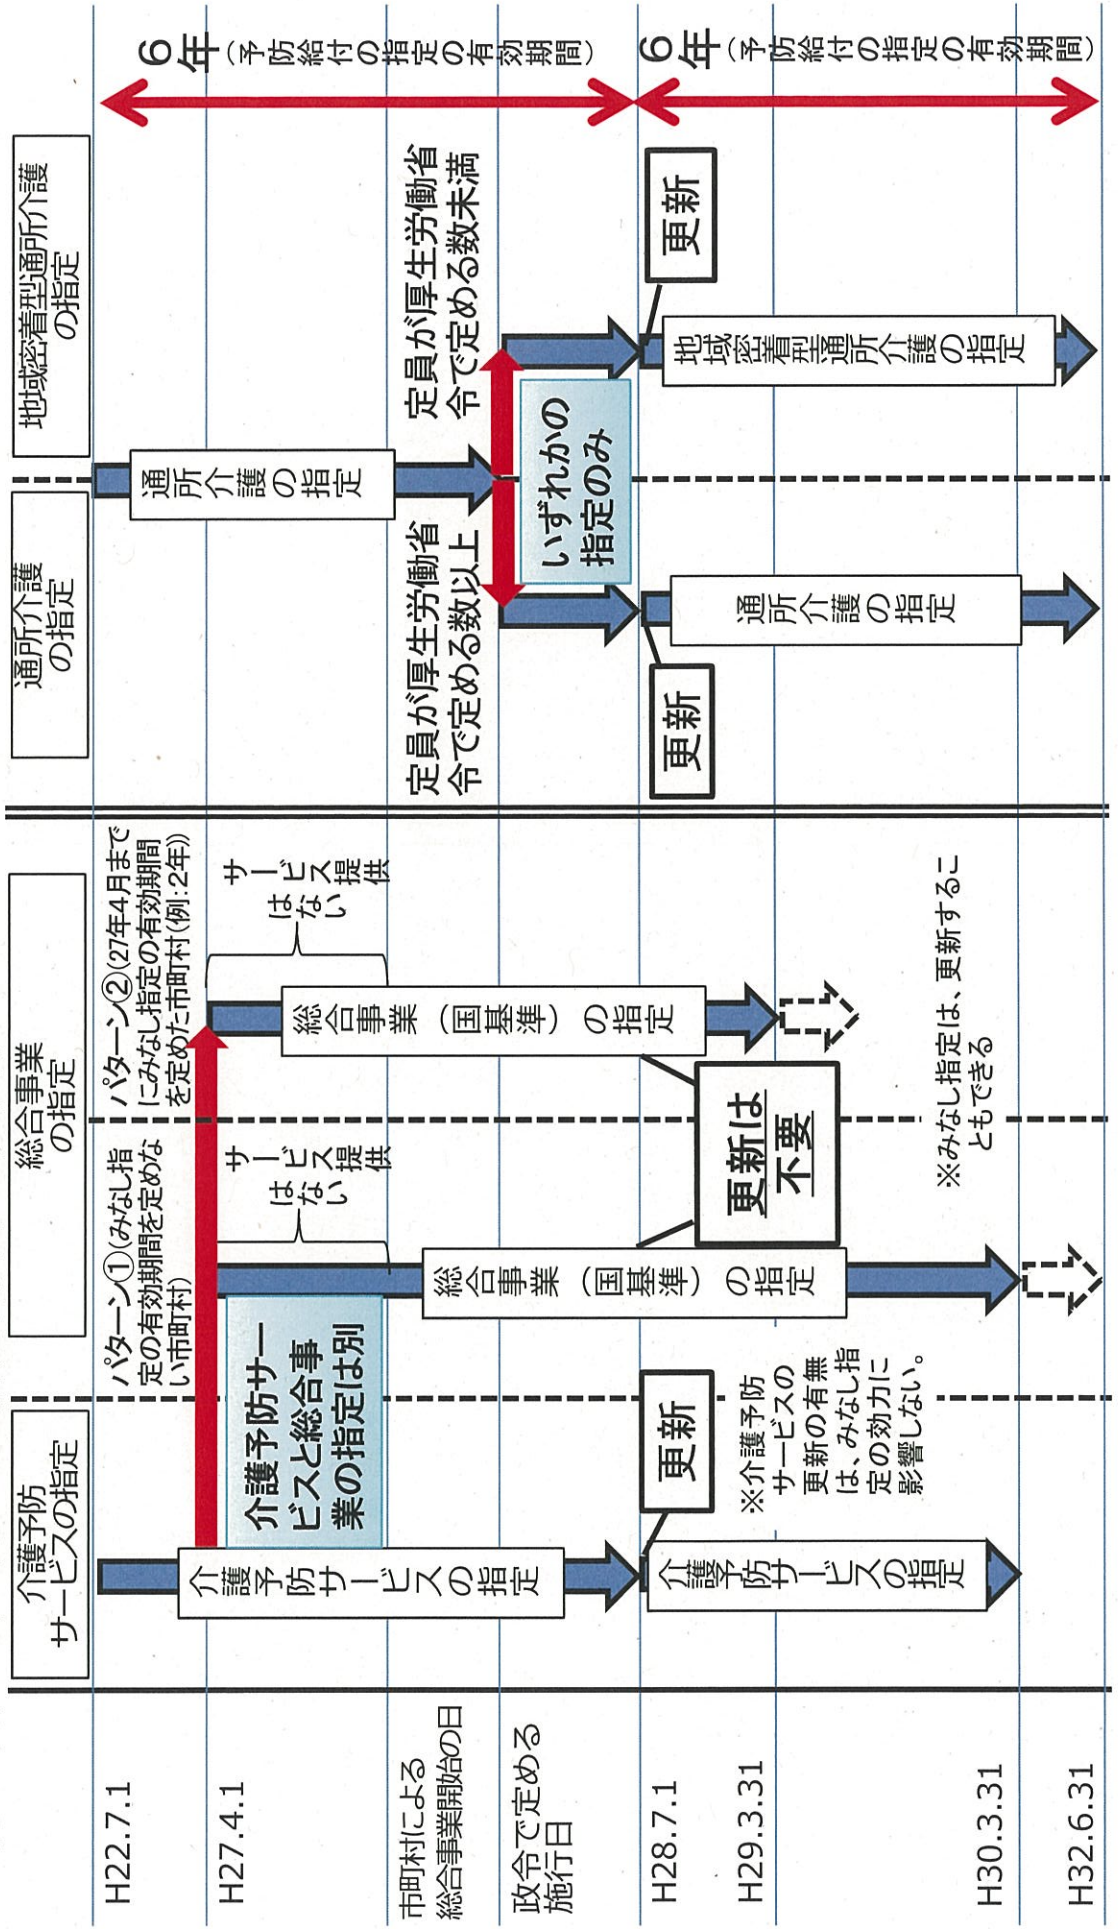 介護予防
サービスの指定
総合事業
の指定
通所介護
の指定
地域密着型通所介護
の指定
H22.7.1
H27.4.1
市町村による
総合事業開始の日
政令で定める
施行日
H28.7.1
H29.3.31
H30.3.31
H32.6.31
介護予防サービスの指定
更新
介護予防サービスの指定
介護予防サー
ビスと総合事
業の指定は別
※介護予防
サービスの
更新の有無
は、みなし指
定の効力に
影響しない。
パターン①(みなし指
定の有効期間を定めな
い市町村)
サービス提供
はない
総合事業（国基準）の指定
パターン②(27年4月まで
にみなし指定の有効期間
を定めた市町村(例:2年))
サービス提供
はない
総合事業（国基準）の指定
更新は
不要
※みなし指定は、更新するこ
ともできる
通所介護の指定
定員が厚生労働省
令で定める数以上
定員が厚生労働省
令で定める数未満
いずれかの
指定のみ
更新
通所介護の指定
更新
地域密着型通所介護の指定
6年(予防給付の指定の有効期間)
6年(予防給付の指定の有効期間)